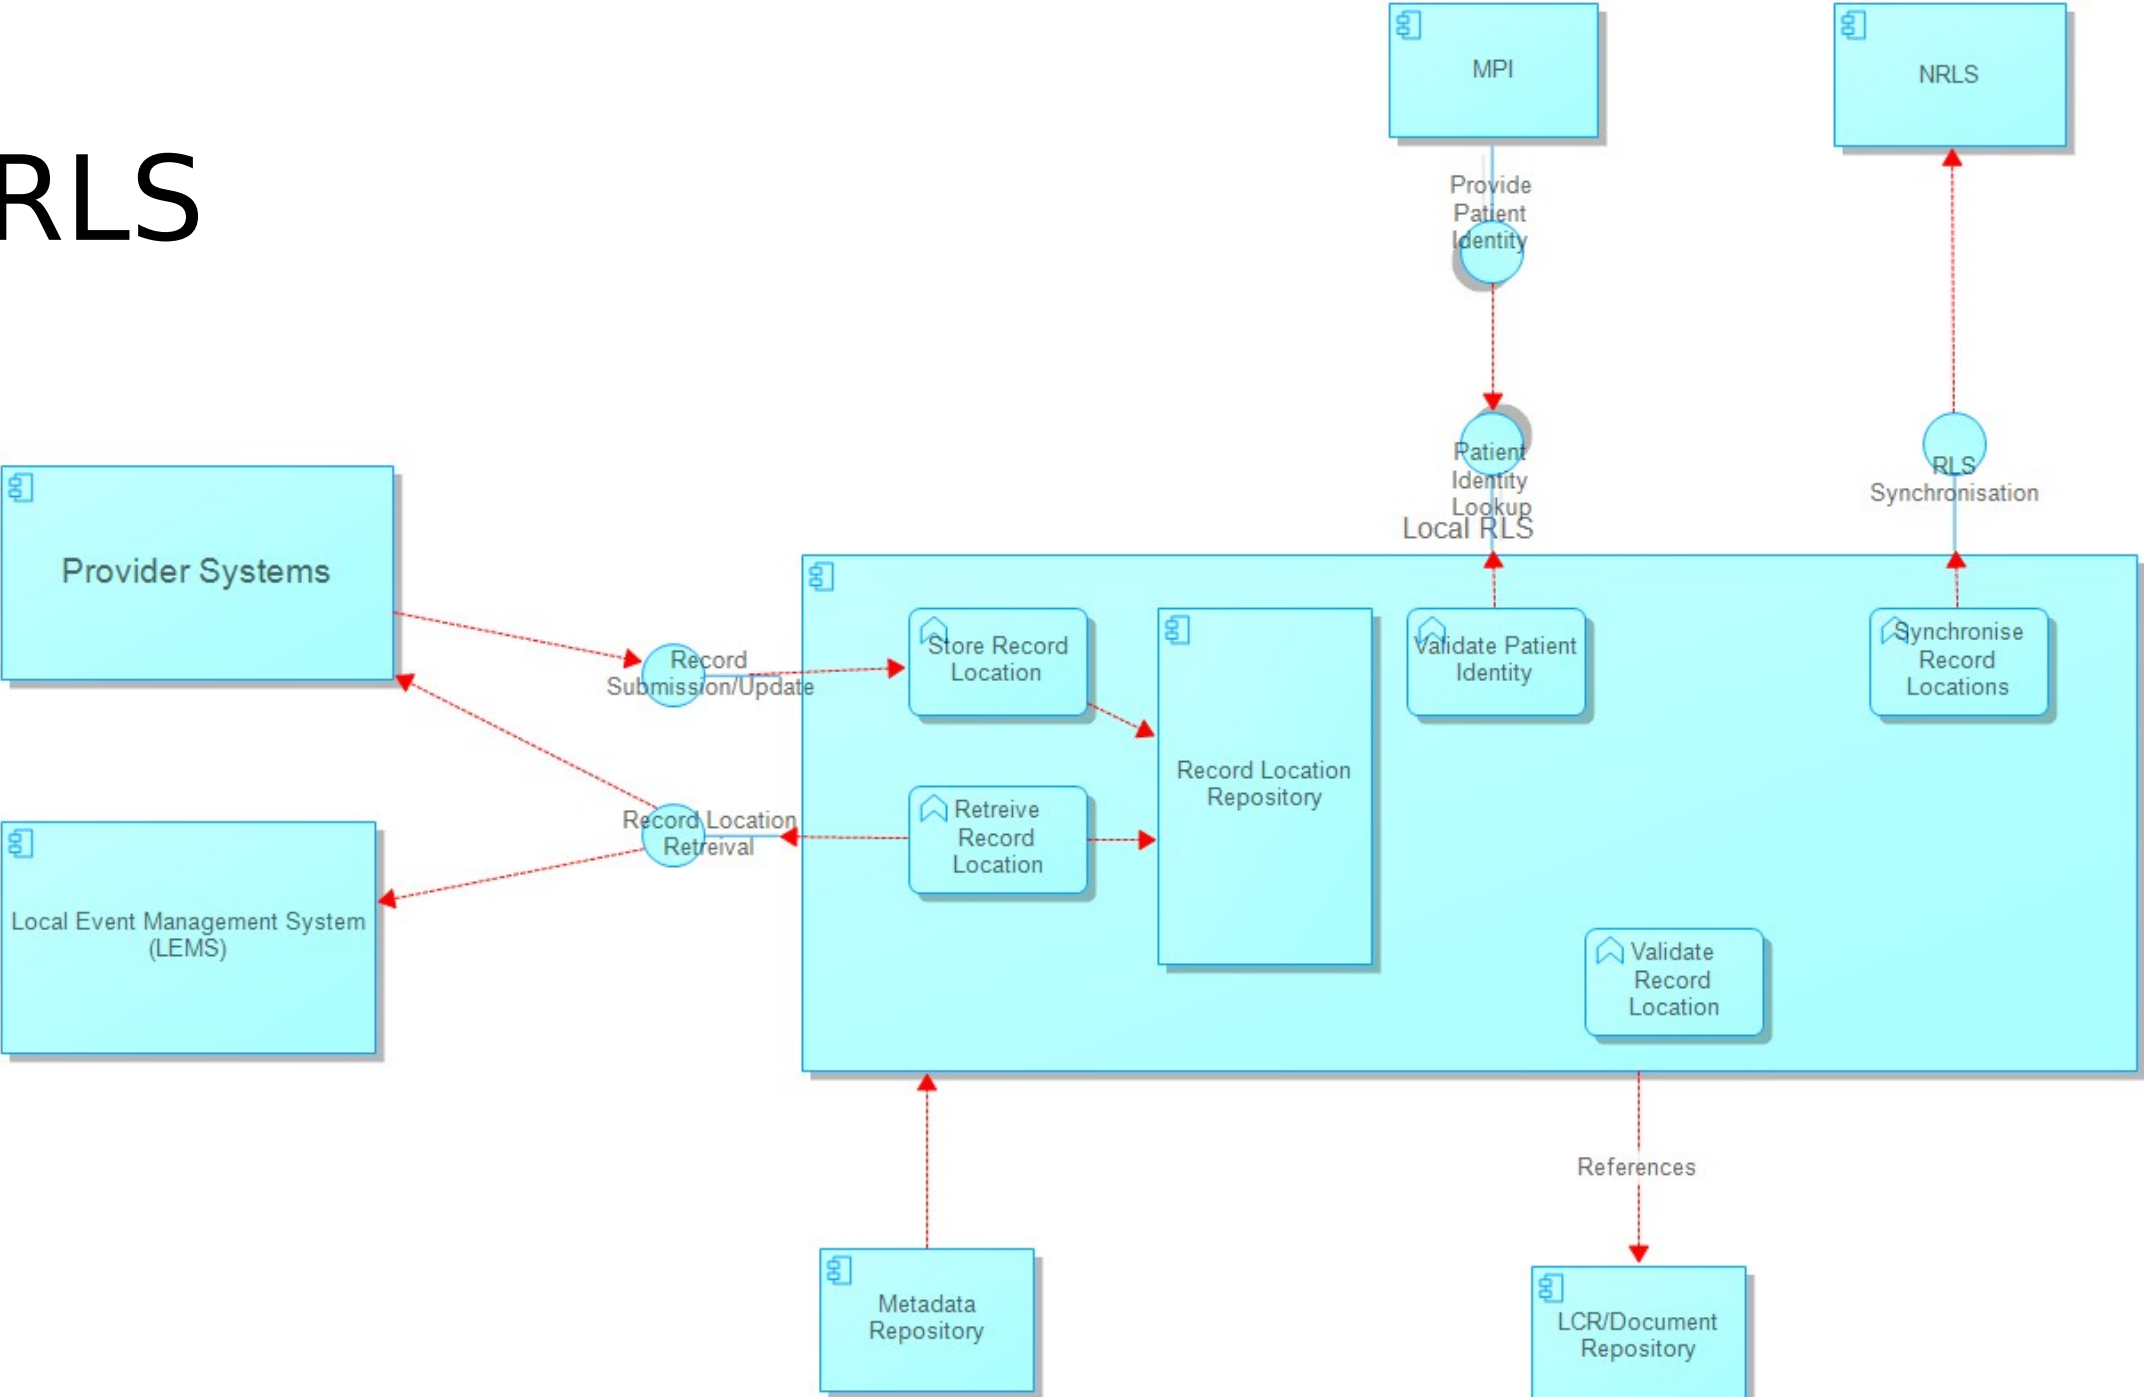 RLS
MPI
NRLS
Provide
Patient
Identity
Patient
Identity
Lookup
RLS
Synchronisation
Local RLS
Provider Systems
Record
Submission/Update
Store Record
Location
Record Location
Repository
Validate Patient
Identity
Synchronise
Record
Locations
Record Location
Retreival
Retreive
Record
Location
Local Event Management System
(LEMS)
Validate
Record
Location
References
Metadata
Repository
LCR/Document
Repository